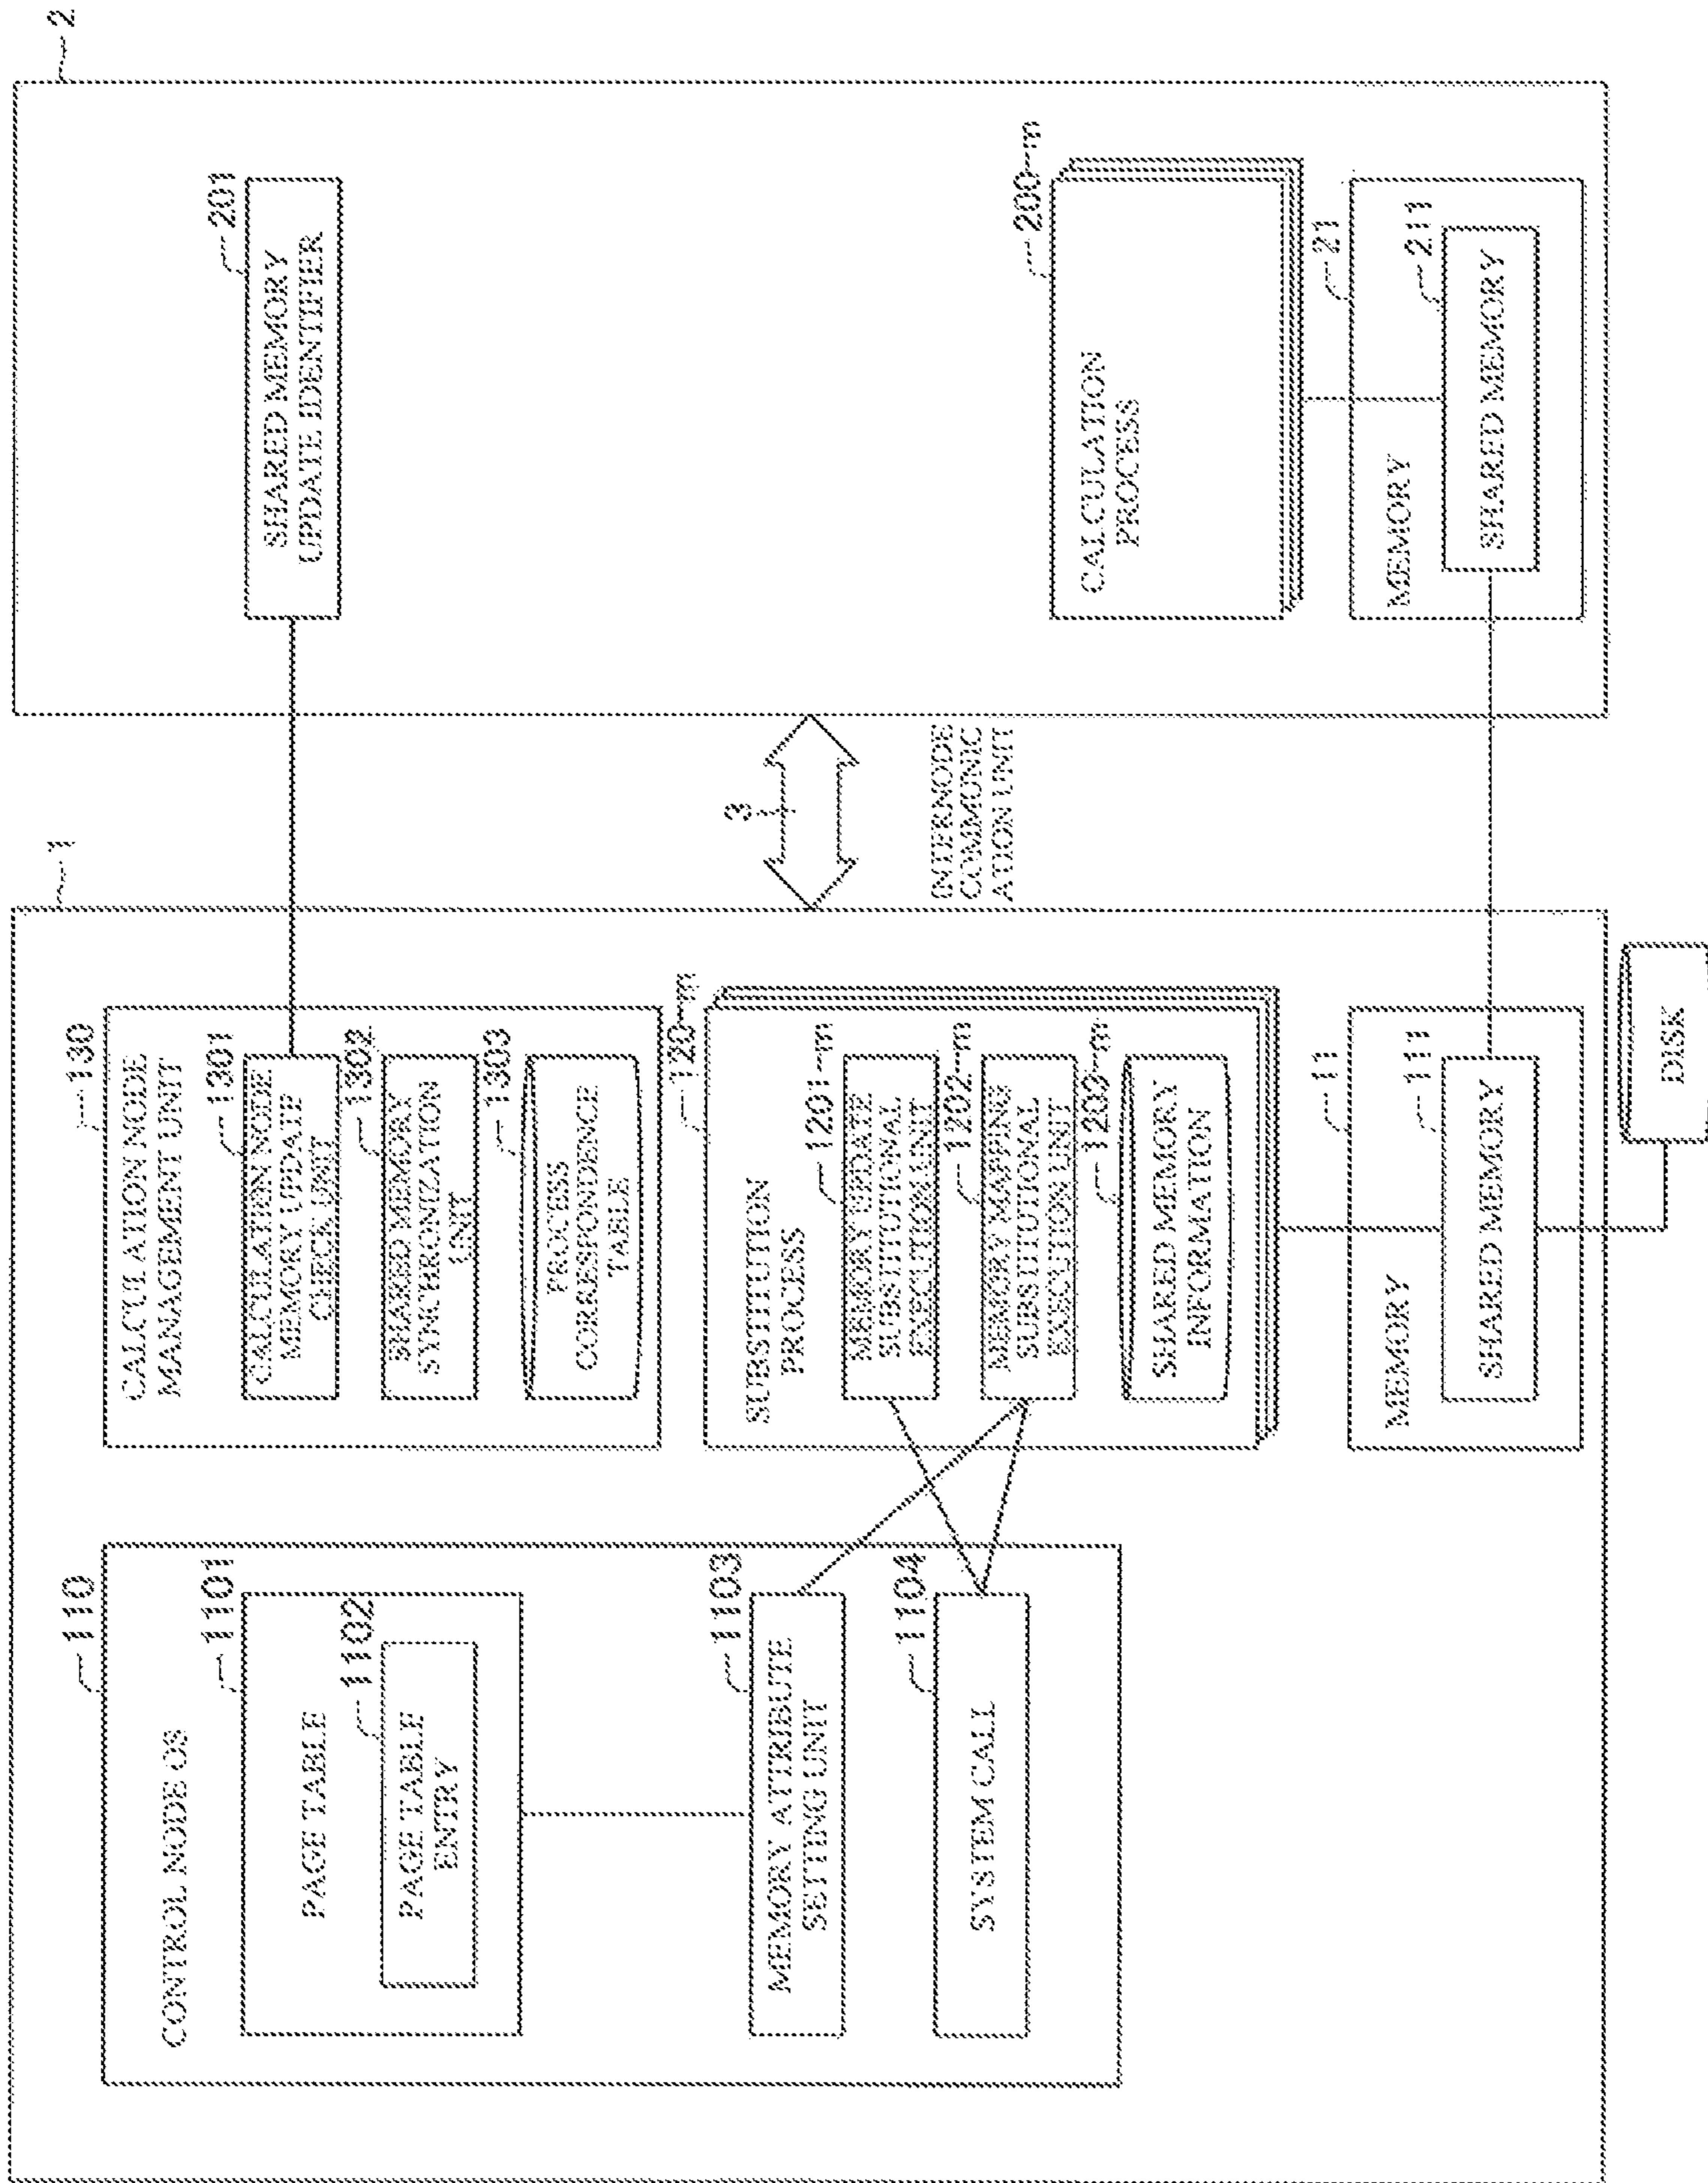 1
2
CONTROL NODE OS
110
PAGE TABLE
1101
PAGE TABLE
ENTRY
1102
MEMORY ATTRIBUTE
SETTING UNIT
1103
SYSTEM CALL
1104
CALCULATION NODE
MANAGEMENT UNIT
130
CALCULATION NODE
MEMORY UPDATE
CHECK UNIT
1301
SHARED MEMORY
SYNCHRONIZATION
UNIT
1302
PROCESS
CORRESPONDENCE
TABLE
1303
SUBSTITUTION
PROCESS
120-m
MEMORY UPDATE
SUBSTITUTIONAL
EXECUTION UNIT
1201-m
MEMORY MAPPING
SUBSTITUTIONAL
EXECUTION UNIT
1202-m
SHARED MEMORY
INFORMATION
1203-m
MEMORY
11
SHARED MEMORY
111
DISK
3
INTERNODE
COMMUNIC
ATION UNIT
SHARED MEMORY
UPDATE IDENTIFIER
201
CALCULATION
PROCESS
200-m
MEMORY
21
SHARED MEMORY
211